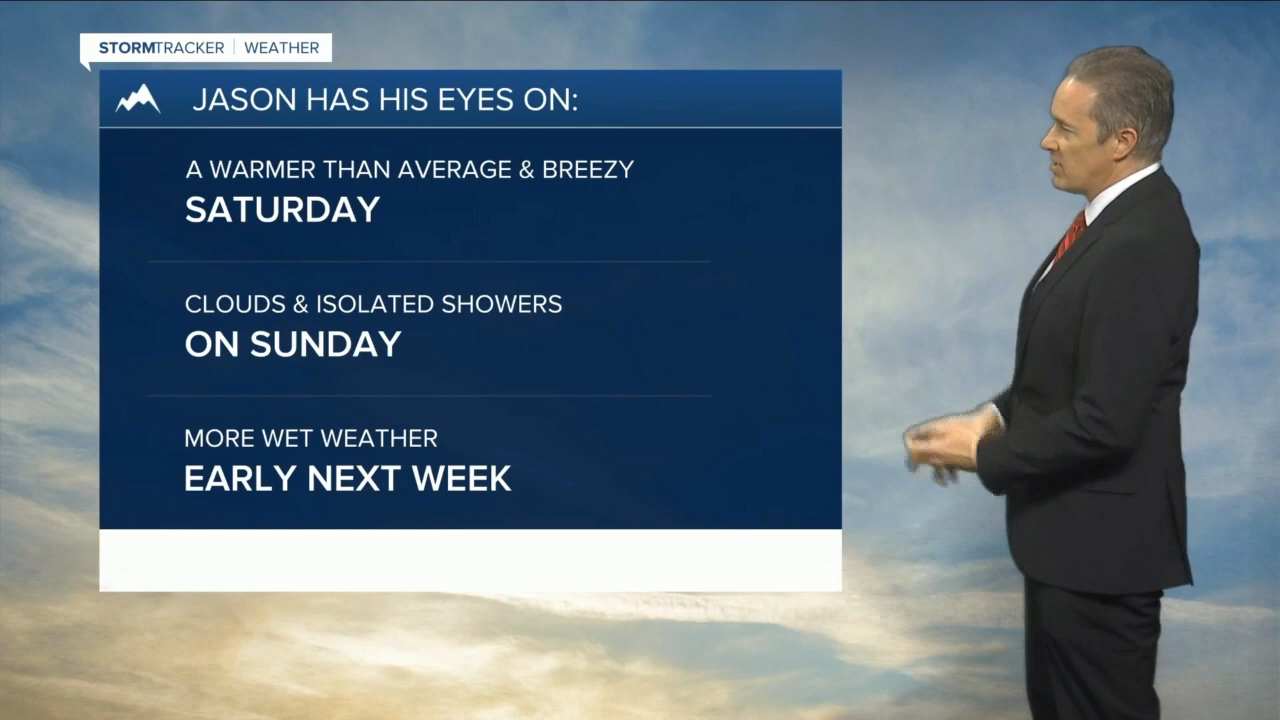 STORMTRACKER | WEATHER
JASON HAS HIS EYES ON:
A WARMER THAN AVERAGE & BREEZY
SATURDAY
CLOUDS & ISOLATED SHOWERS
ON SUNDAY
MORE WET WEATHER
EARLY NEXT WEEK